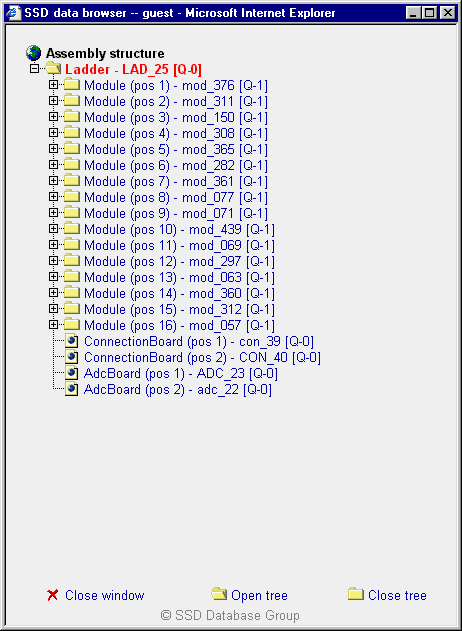 SSD data browser -- guest - Microsoft Internet Explorer
Assembly structure
Ladder - LAD_25 [Q-0]
Module (pos 1) - mod_376 [Q-1]
Module (pos 2) - mod_311 [Q-1]
Module (pos 3) - mod_150 [Q-1]
Module (pos 4) - mod_308 [Q-1]
Module (pos 5) - mod_365 [Q-1]
Module (pos 6) - mod_282 [Q-1]
Module (pos 7) - mod_361 [Q-1]
Module (pos 8) - mod_077 [Q-1]
Module (pos 9) - mod_071 [Q-1]
Module (pos 10) - mod_439 [Q-1]
Module (pos 11) - mod_069 [Q-1]
Module (pos 12) - mod_297 [Q-1]
Module (pos 13) - mod_063 [Q-1]
Module (pos 14) - mod_360 [Q-1]
Module (pos 15) - mod_312 [Q-1]
Module (pos 16) - mod_057 [Q-1]
ConnectionBoard (pos 1) - con_39 [Q-0]
ConnectionBoard (pos 2) - CON_40 [Q-0]
AdcBoard (pos 1) - ADC_23 [Q-0]
AdcBoard (pos 2) - adc_22 [Q-0]
Close window Open tree Close tree
© SSD Database Group